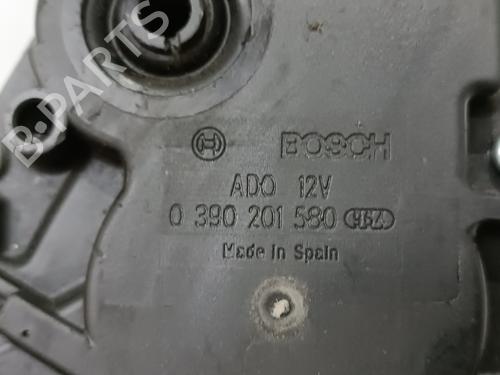 B-PARTS
BOSCH
ADO 12V
0 390 201 580
Made in Spain